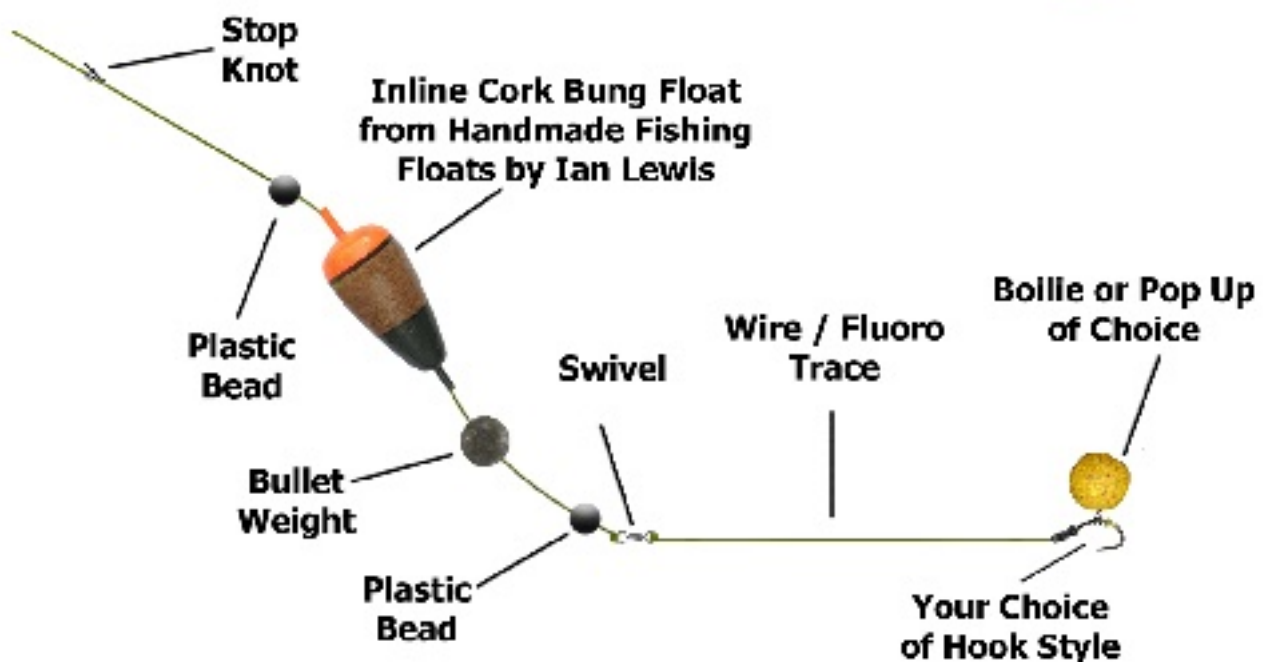 Stop
Knot
Inline Cork Bung Float
from Handmade Fishing
Floats by Ian Lewis
Plastic
Bead
Boilie or Pop Up
of Choice
Wire / Fluoro
Trace
Swivel
Bullet
Weight
Plastic
Bead
Your Choice
of Hook Style